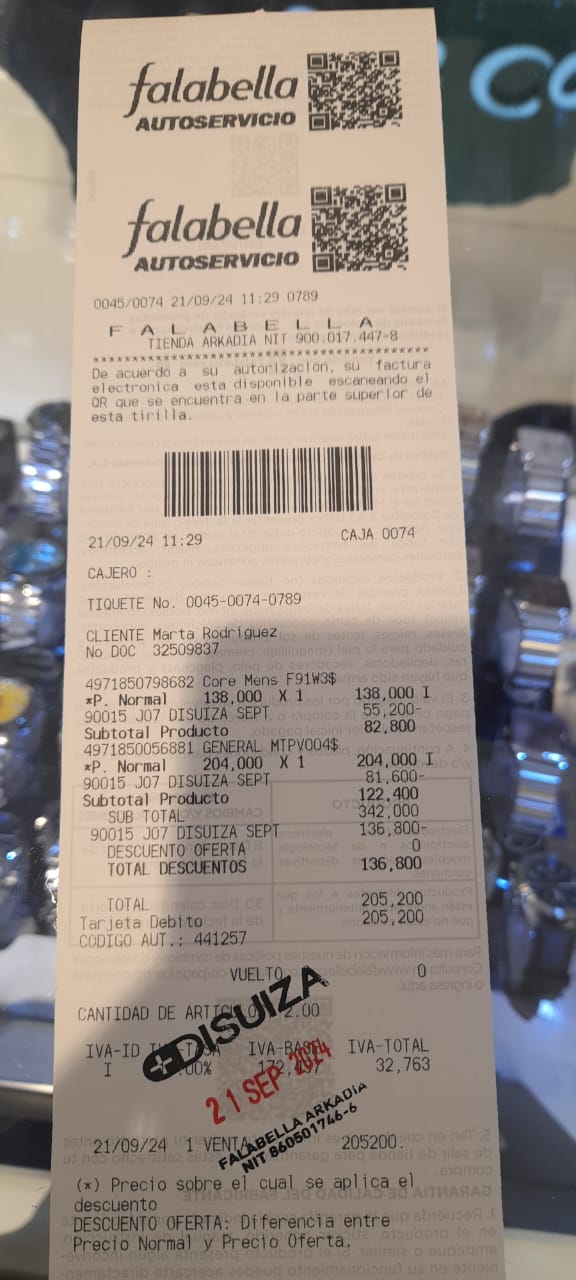 Ca
falabella
AUTOSERVICIO
falabella
AUTOSERVICIO
0045/0074 21/09/24 11:29 0789
F A L A B E L L A
TIENDA ARKADIA NIT 900.017.447-8
******************************************
De acuerdo a su autorizacion, su factura
electronica esta disponible escaneando el
QR que se encuentra en la parte superior de
esta tirilla.
21/09/24 11:29 CAJA 0074
CAJERO :
TIQUETE No. 0045-0074-0789
CLIENTE Marta Rodriguez
No DOC 32509837
4971850798682 Core Mens F91W3$
*P. Normal 138,000 X 1 138,000 I
90015 J07 DISUIZA SEPT 55,200-
Subtotal Producto 82,800
4971850056881 GENERAL MTPV004$
*P. Normal 204,000 X 1 204,000 I
90015 J07 DISUIZA SEPT 81,600-
Subtotal Producto 122,400
SUB TOTAL 342,000
90015 J07 DISUIZA SEPT 136,800-
DESCUENTO OFERTA 0
TOTAL DESCUENTOS 136,800
TOTAL 205,200
Tarjeta Debito 205,200
CODIGO AUT.: 441257
VUELTO 0
CANTIDAD DE 2.00
DISUIZA
IVA-ID IVA-TOTAL
I 32,763
21 SEP 2024
FALABELLA ARKADIA
NIT 860501746-6
21/09/24 1 VENTA 205200.
(*) Precio sobre el cual se aplica el
descuento
DESCUENTO OFERTA: Diferencia entre
Precio Normal y Precio Oferta.